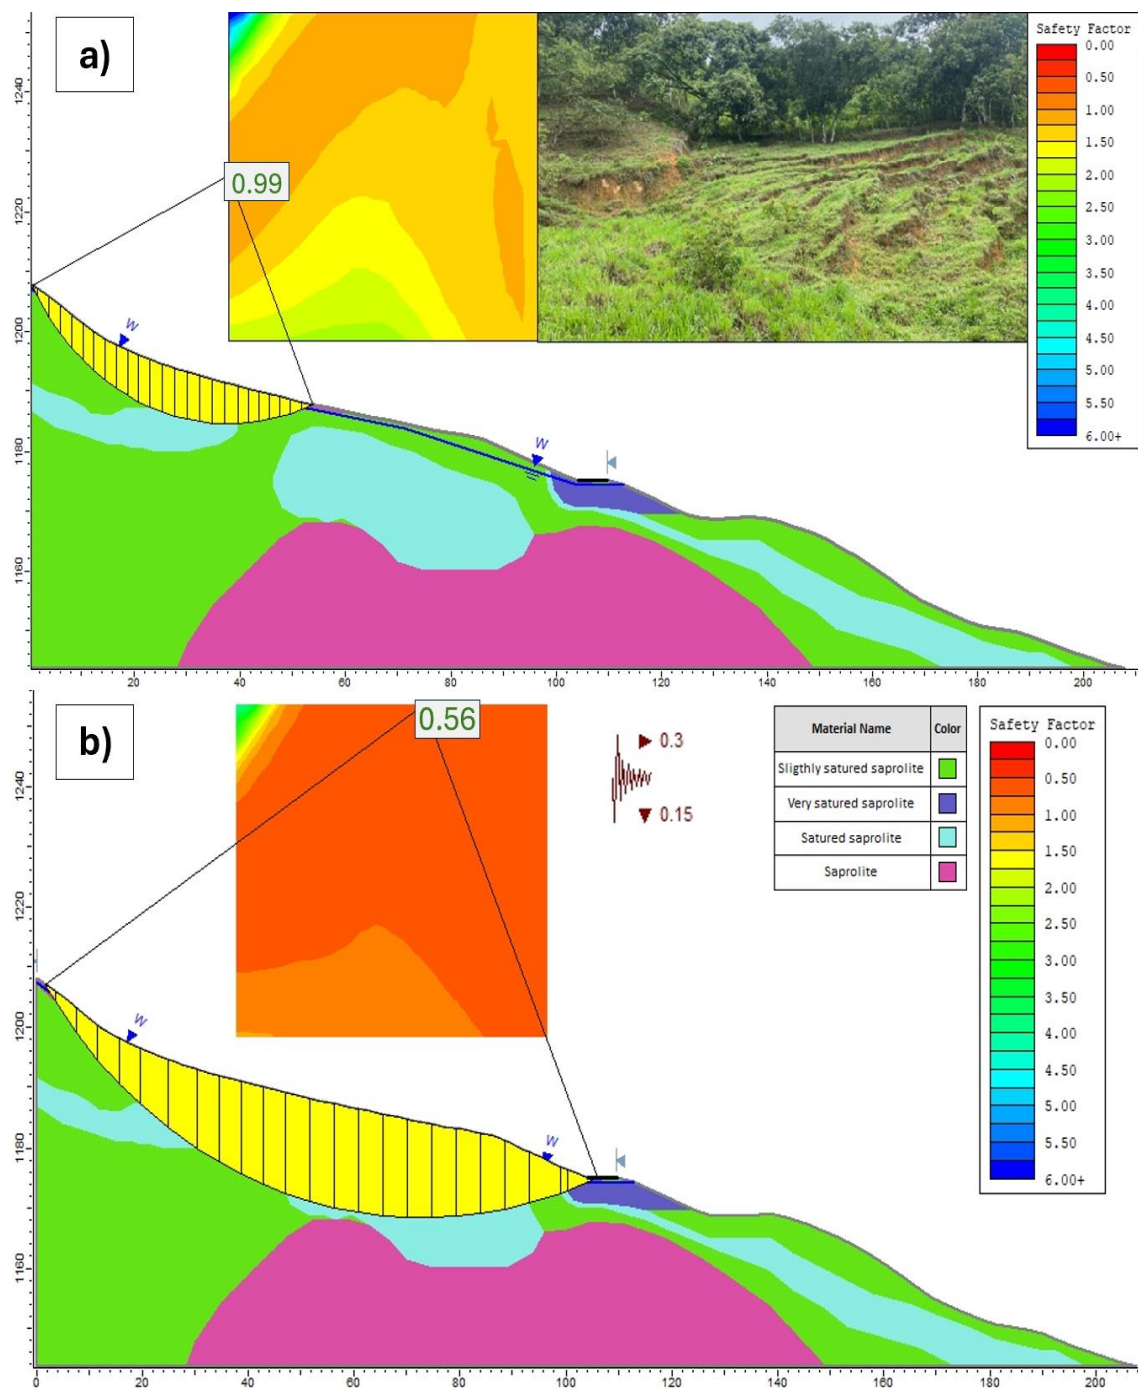 a)
Safety Factor
0.00
0.50
1.00
1.50
2.00
2.50
3.00
3.50
4.00
4.50
5.00
5.50
6.00+
0.99
1240
1220
1200
1180
1160
W
W
20 40 60 80 100 120 140 160 180 200
b)
0.56
0.3
0.15
Material Name Color
Sligthly satured saprolite
Very satured saprolite
Satured saprolite
Saprolite
Safety Factor
0.00
0.50
1.00
1.50
2.00
2.50
3.00
3.50
4.00
4.50
5.00
5.50
6.00+
1240
1220
1200
1180
1160
W
W
0 20 40 60 80 100 120 140 160 180 200